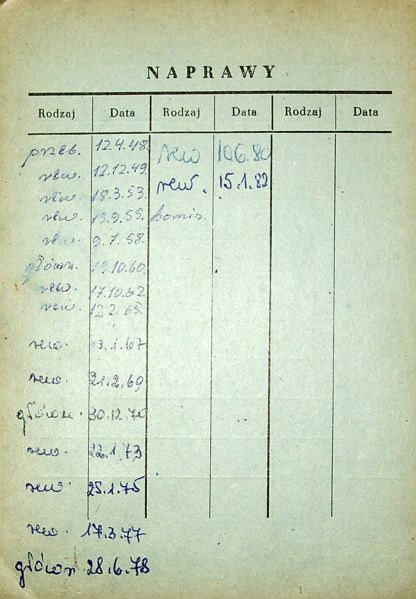 NAPRAWY
Rodzaj Data Rodzaj Data Rodzaj Data
przeb. 12.4.48.
rew. 12.12.49.
rew. 18.3.53.
rew. 13.9.55.
rew. 9.7.58.
główn. 19.10.60.
rew. 17.10.62.
rew. 12.2.65.
rew. 13.1.67
rew. 21.2.69
główn. 30.12.70
rew. 22.1.73
rew 25.1.75
rew. 17.3.77
główn 28.6.78
rew 10.6.80
rew. 15.1.82